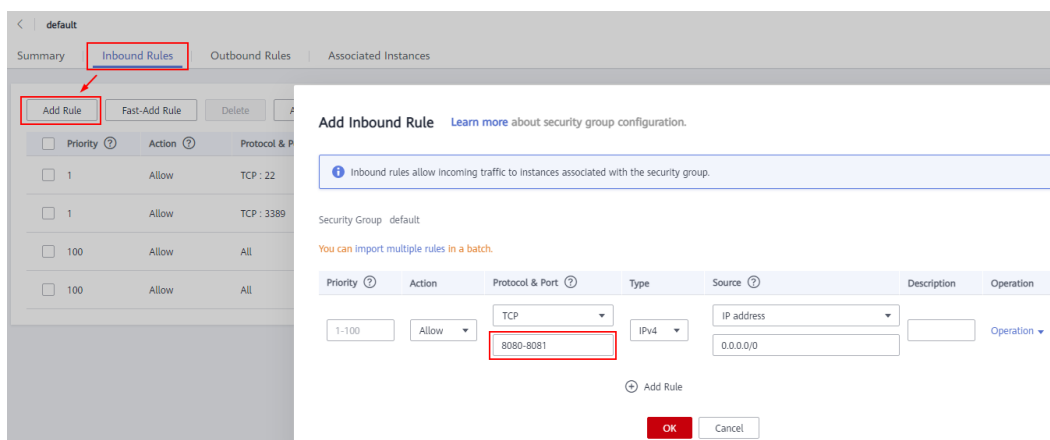 default
Summary Inbound Rules Outbound Rules Associated Instances
Add Rule Fast-Add Rule Delete A
Priority Action Protocol & P
1 Allow TCP : 22
1 Allow TCP : 3389
100 Allow All
100 Allow All
Add Inbound Rule Learn more about security group configuration.
Inbound rules allow incoming traffic to instances associated with the security group.
Security Group default
You can import multiple rules in a batch.
Priority Action Protocol & Port Type Source Description Operation
TCP IP address
1-100 Allow IPv4 Operation
8080-8081 0.0.0.0/0
Add Rule
OK Cancel